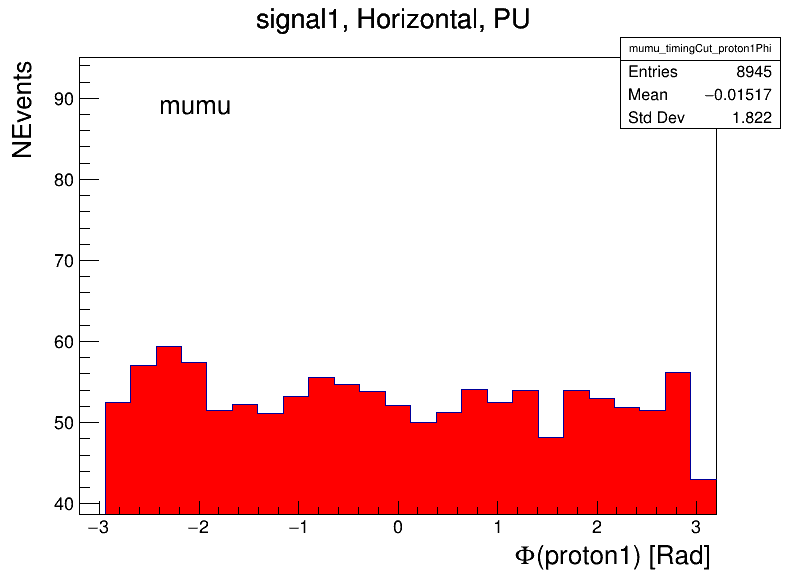 signal1, Horizontal, PU
mumu_timingCut_proton1Phi
Entries 8945
Mean −0.01517
Std Dev 1.822
NEvents
mumu
90
80
70
60
50
40
−3 −2 −1 0 1 2 3
Φ(proton1) [Rad]